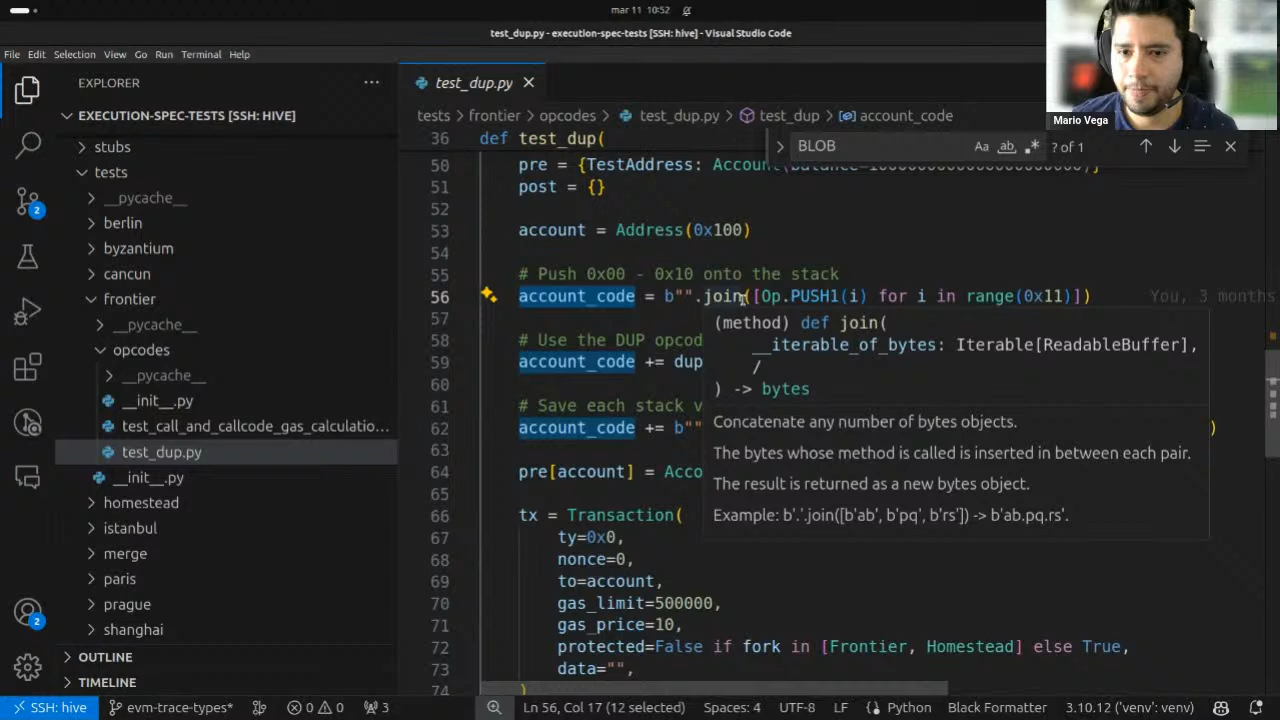 mar 11 10:52
test_dup.py - execution-spec-tests [SSH: hive] - Visual Studio Code
File Edit Selection View Go Run Terminal Help
Mario Vega
EXPLORER
EXECUTION-SPEC-TESTS [SSH: HIVE]
stubs
tests
__pycache__
berlin
byzantium
cancun
frontier
__pycache__
opcodes
__pycache__
__init__.py
test_call_and_callcode_gas_calculatio...
test_dup.py
__init__.py
homestead
istanbul
merge
paris
prague
shanghai
OUTLINE
TIMELINE
2
2
test_dup.py
tests > frontier > opcodes > test_dup.py > test_dup > account_code
BLOB
Aa ab .*
? of 1
36 def test_dup(
50 pre = {TestAddress:
51 post = {}
52
53 account = Address(0x100)
54
55 # Push 0x00 - 0x10 onto the stack
56 account_code = b"".join([Op.PUSH1(i) for i in range(0x11)]) You, 3 months
57
58 # Use the DUP opcod
59 account_code += dup
60
61 # Save each stack v
62 account_code += b"" )
63
64 pre[account] = Acco
65
66 tx = Transaction(
67 ty=0x0,
68 nonce=0,
69 to=account,
70 gas_limit=500000,
71 gas_price=10,
72 protected=False if fork in [Frontier, Homestead] else True,
73 data="",
74 )
(method) def join(
__iterable_of_bytes: Iterable[ReadableBuffer],
/
) -> bytes
Concatenate any number of bytes objects.
The bytes whose method is called is inserted in between each pair.
The result is returned as a new bytes object.
Example: b'.'.join([b'ab', b'pq', b'rs']) -> b'ab.pq.rs'.
SSH: hive evm-trace-types* 0 0 3 Ln 56, Col 17 (12 selected) Spaces: 4 UTF-8 LF Python Black Formatter 3.10.12 ('venv': venv)